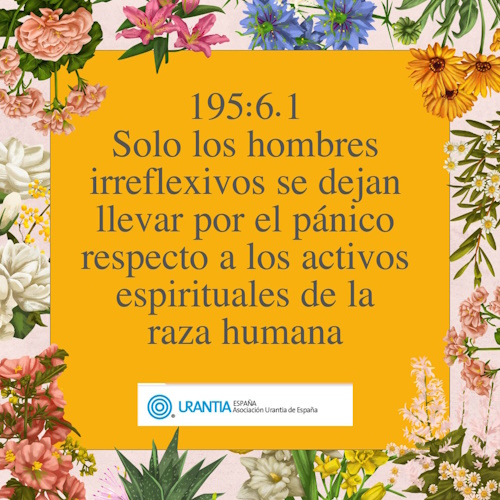 195:6.1
Solo los hombres
irreflexivos se dejan
llevar por el pánico
respecto a los activos
espirituales de la
raza humana
URANTIA ESPAÑA
Asociación Urantia de España